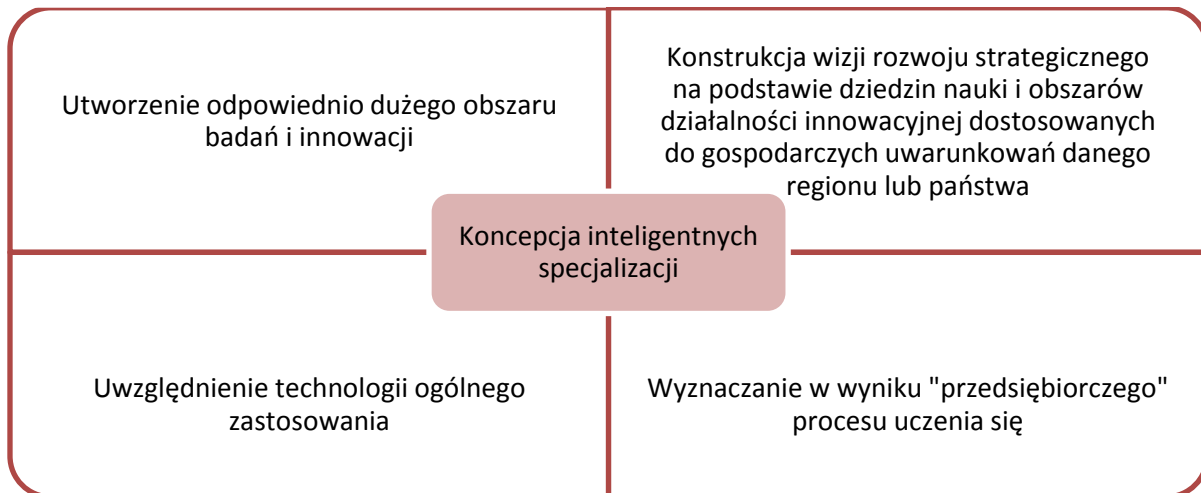 Utworzenie odpowiednio dużego obszaru
badań i innowacji
Konstrukcja wizji rozwoju strategicznego
na podstawie dziedzin nauki i obszarów
działalności innowacyjnej dostosowanych
do gospodarczych uwarunkowań danego
regionu lub państwa
Koncepcja inteligentnych
specjalizacji
Uwzględnienie technologii ogólnego
zastosowania
Wyznaczanie w wyniku "przedsiębiorczego"
procesu uczenia się